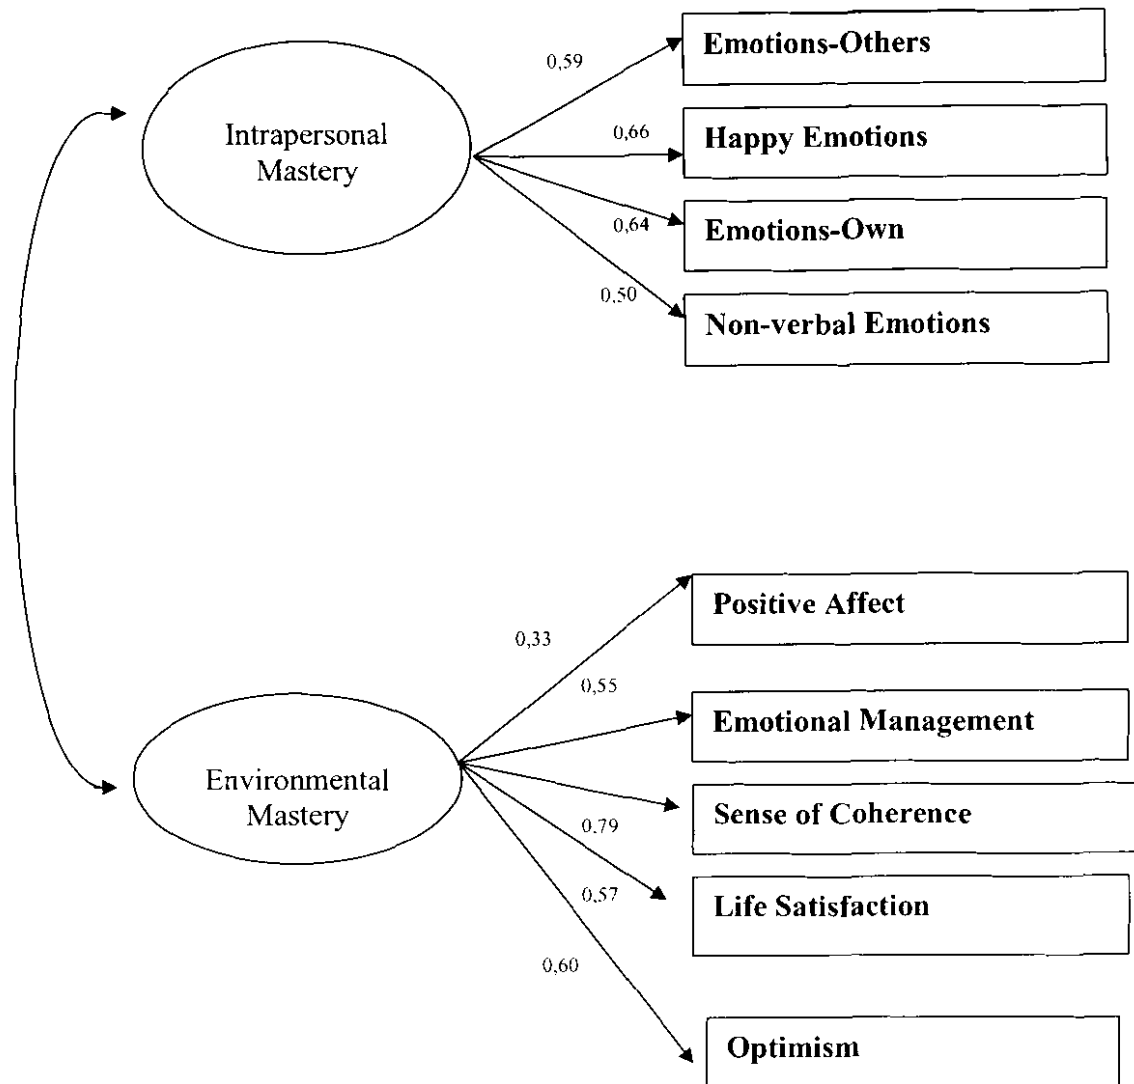 Intrapersonal
Mastery
0,59
0,66
0,64
0,50
Emotions-Others
Happy Emotions
Emotions-Own
Non-verbal Emotions
Environmental
Mastery
0,33
0,55
0.79
0,57
0,60
Positive Affect
Emotional Management
Sense of Coherence
Life Satisfaction
Optimism